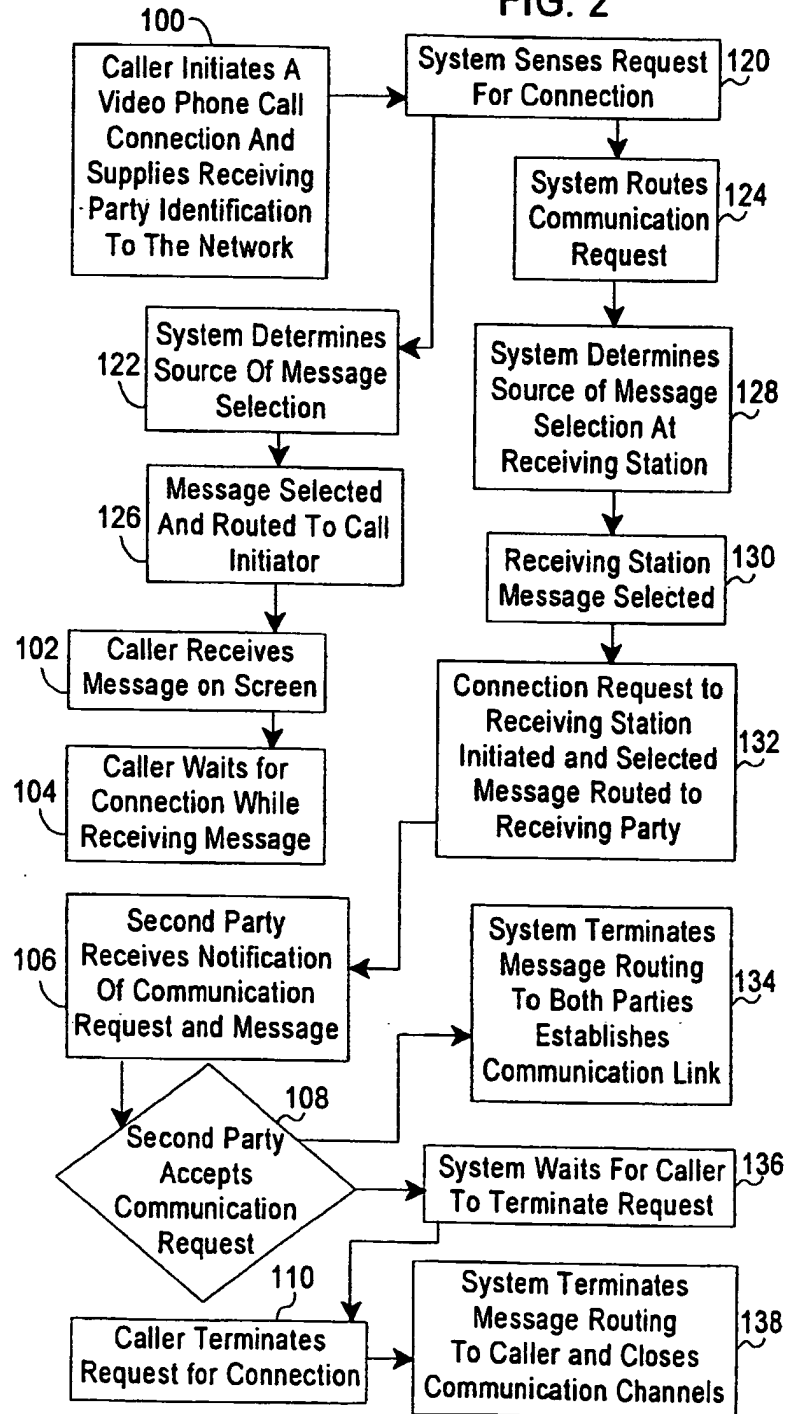 FIG. 2
100
Caller Initiates A
Video Phone Call
Connection And
Supplies Receiving
Party Identification
To The Network
System Senses Request
For Connection
120
System Routes
Communication
Request
124
122
System Determines
Source Of Message
Selection
System Determines
Source of Message
Selection At
Receiving Station
128
126
Message Selected
And Routed To Call
Initiator
Receiving Station
Message Selected
130
102
Caller Receives
Message on Screen
Connection Request to
Receiving Station
Initiated and Selected
Message Routed to
Receiving Party
132
104
Caller Waits for
Connection While
Receiving Message
106
Second Party
Receives Notification
Of Communication
Request and Message
System Terminates
Message Routing
To Both Parties
Establishes
Communication Link
134
108
Second Party
Accepts
Communication
Request
System Waits For Caller
To Terminate Request
136
110
Caller Terminates
Request for Connection
System Terminates
Message Routing
To Caller and Closes
Communication Channels
138